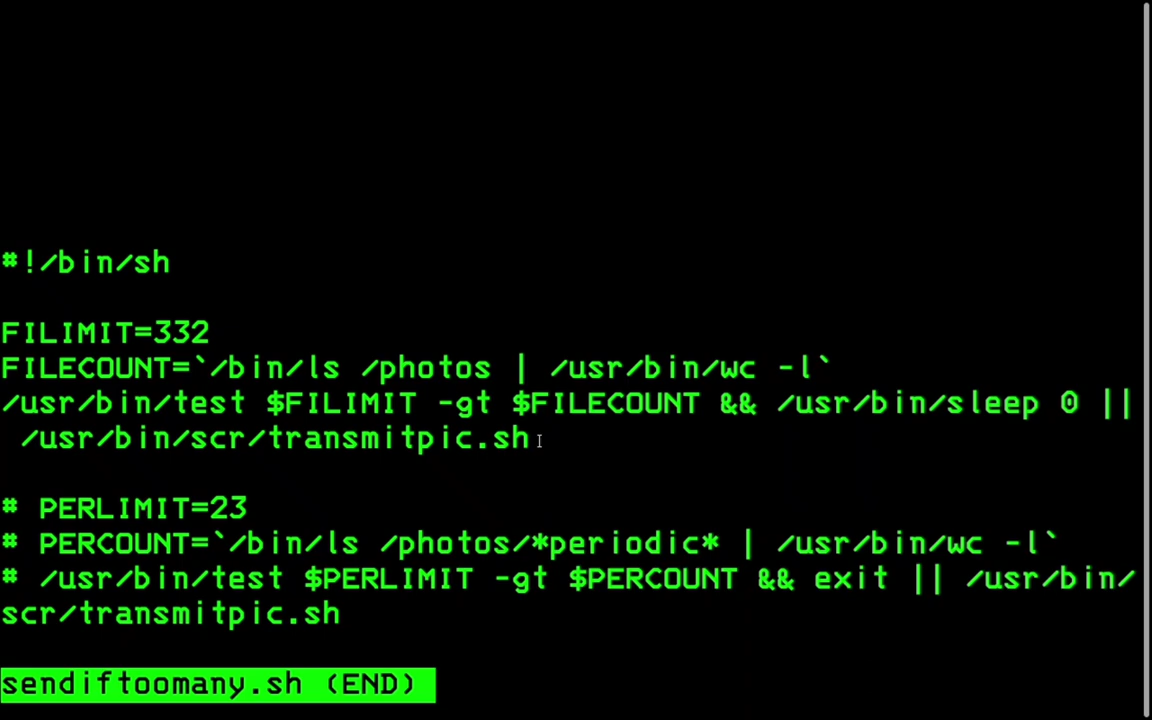 #!/bin/sh
FILIMIT=332
FILECOUNT=`/bin/ls /photos | /usr/bin/wc -l`
/usr/bin/test $FILIMIT -gt $FILECOUNT && /usr/bin/sleep 0 ||
/usr/bin/scr/transmitpic.sh
# PERLIMIT=23
# PERCOUNT=`/bin/ls /photos/*periodic* | /usr/bin/wc -l`
# /usr/bin/test $PERLIMIT -gt $PERCOUNT && exit || /usr/bin/
scr/transmitpic.sh
sendiftoomany.sh (END)